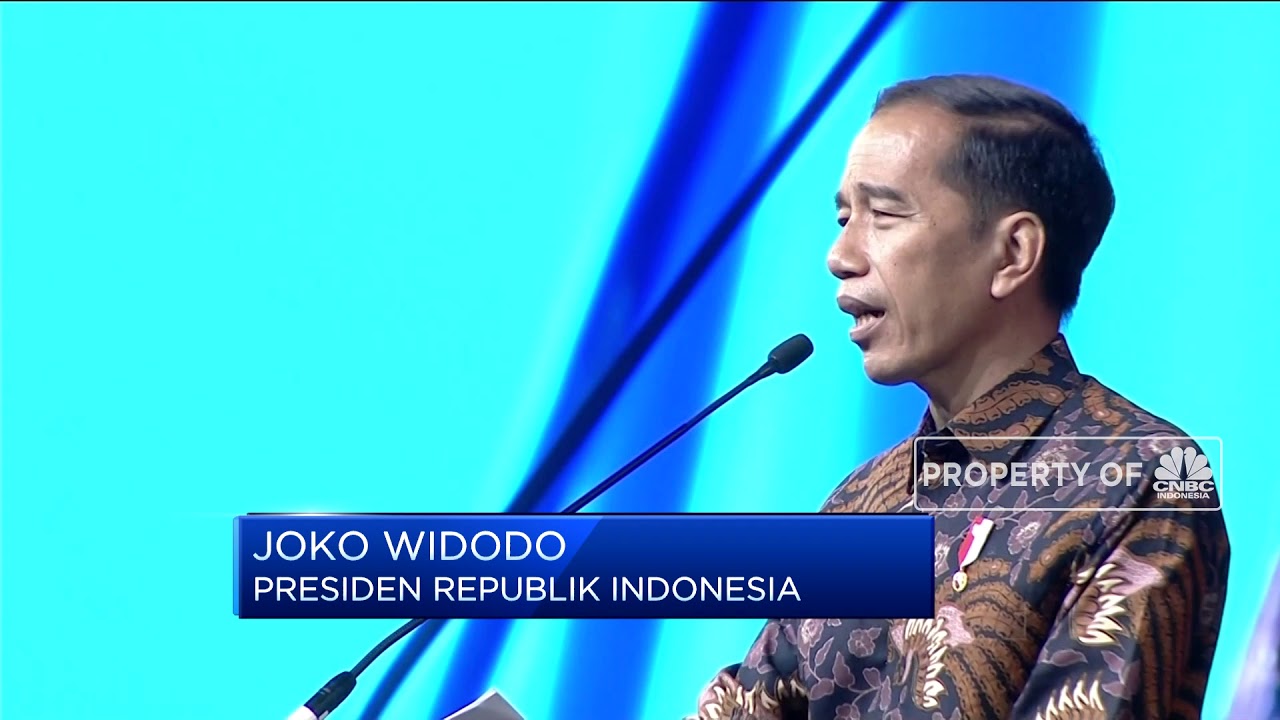 PROPERTY OF CNBC INDONESIA
JOKO WIDODO
PRESIDEN REPUBLIK INDONESIA